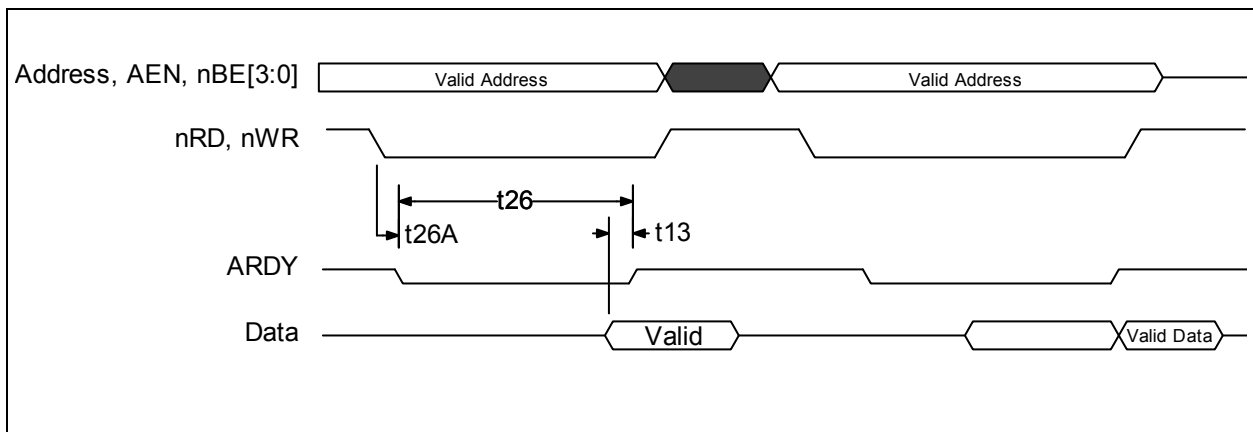 Address, AEN, nBE[3:0]
Valid Address
Valid Address
nRD, nWR
t26
t26A
t13
ARDY
Data
Valid
Valid Data